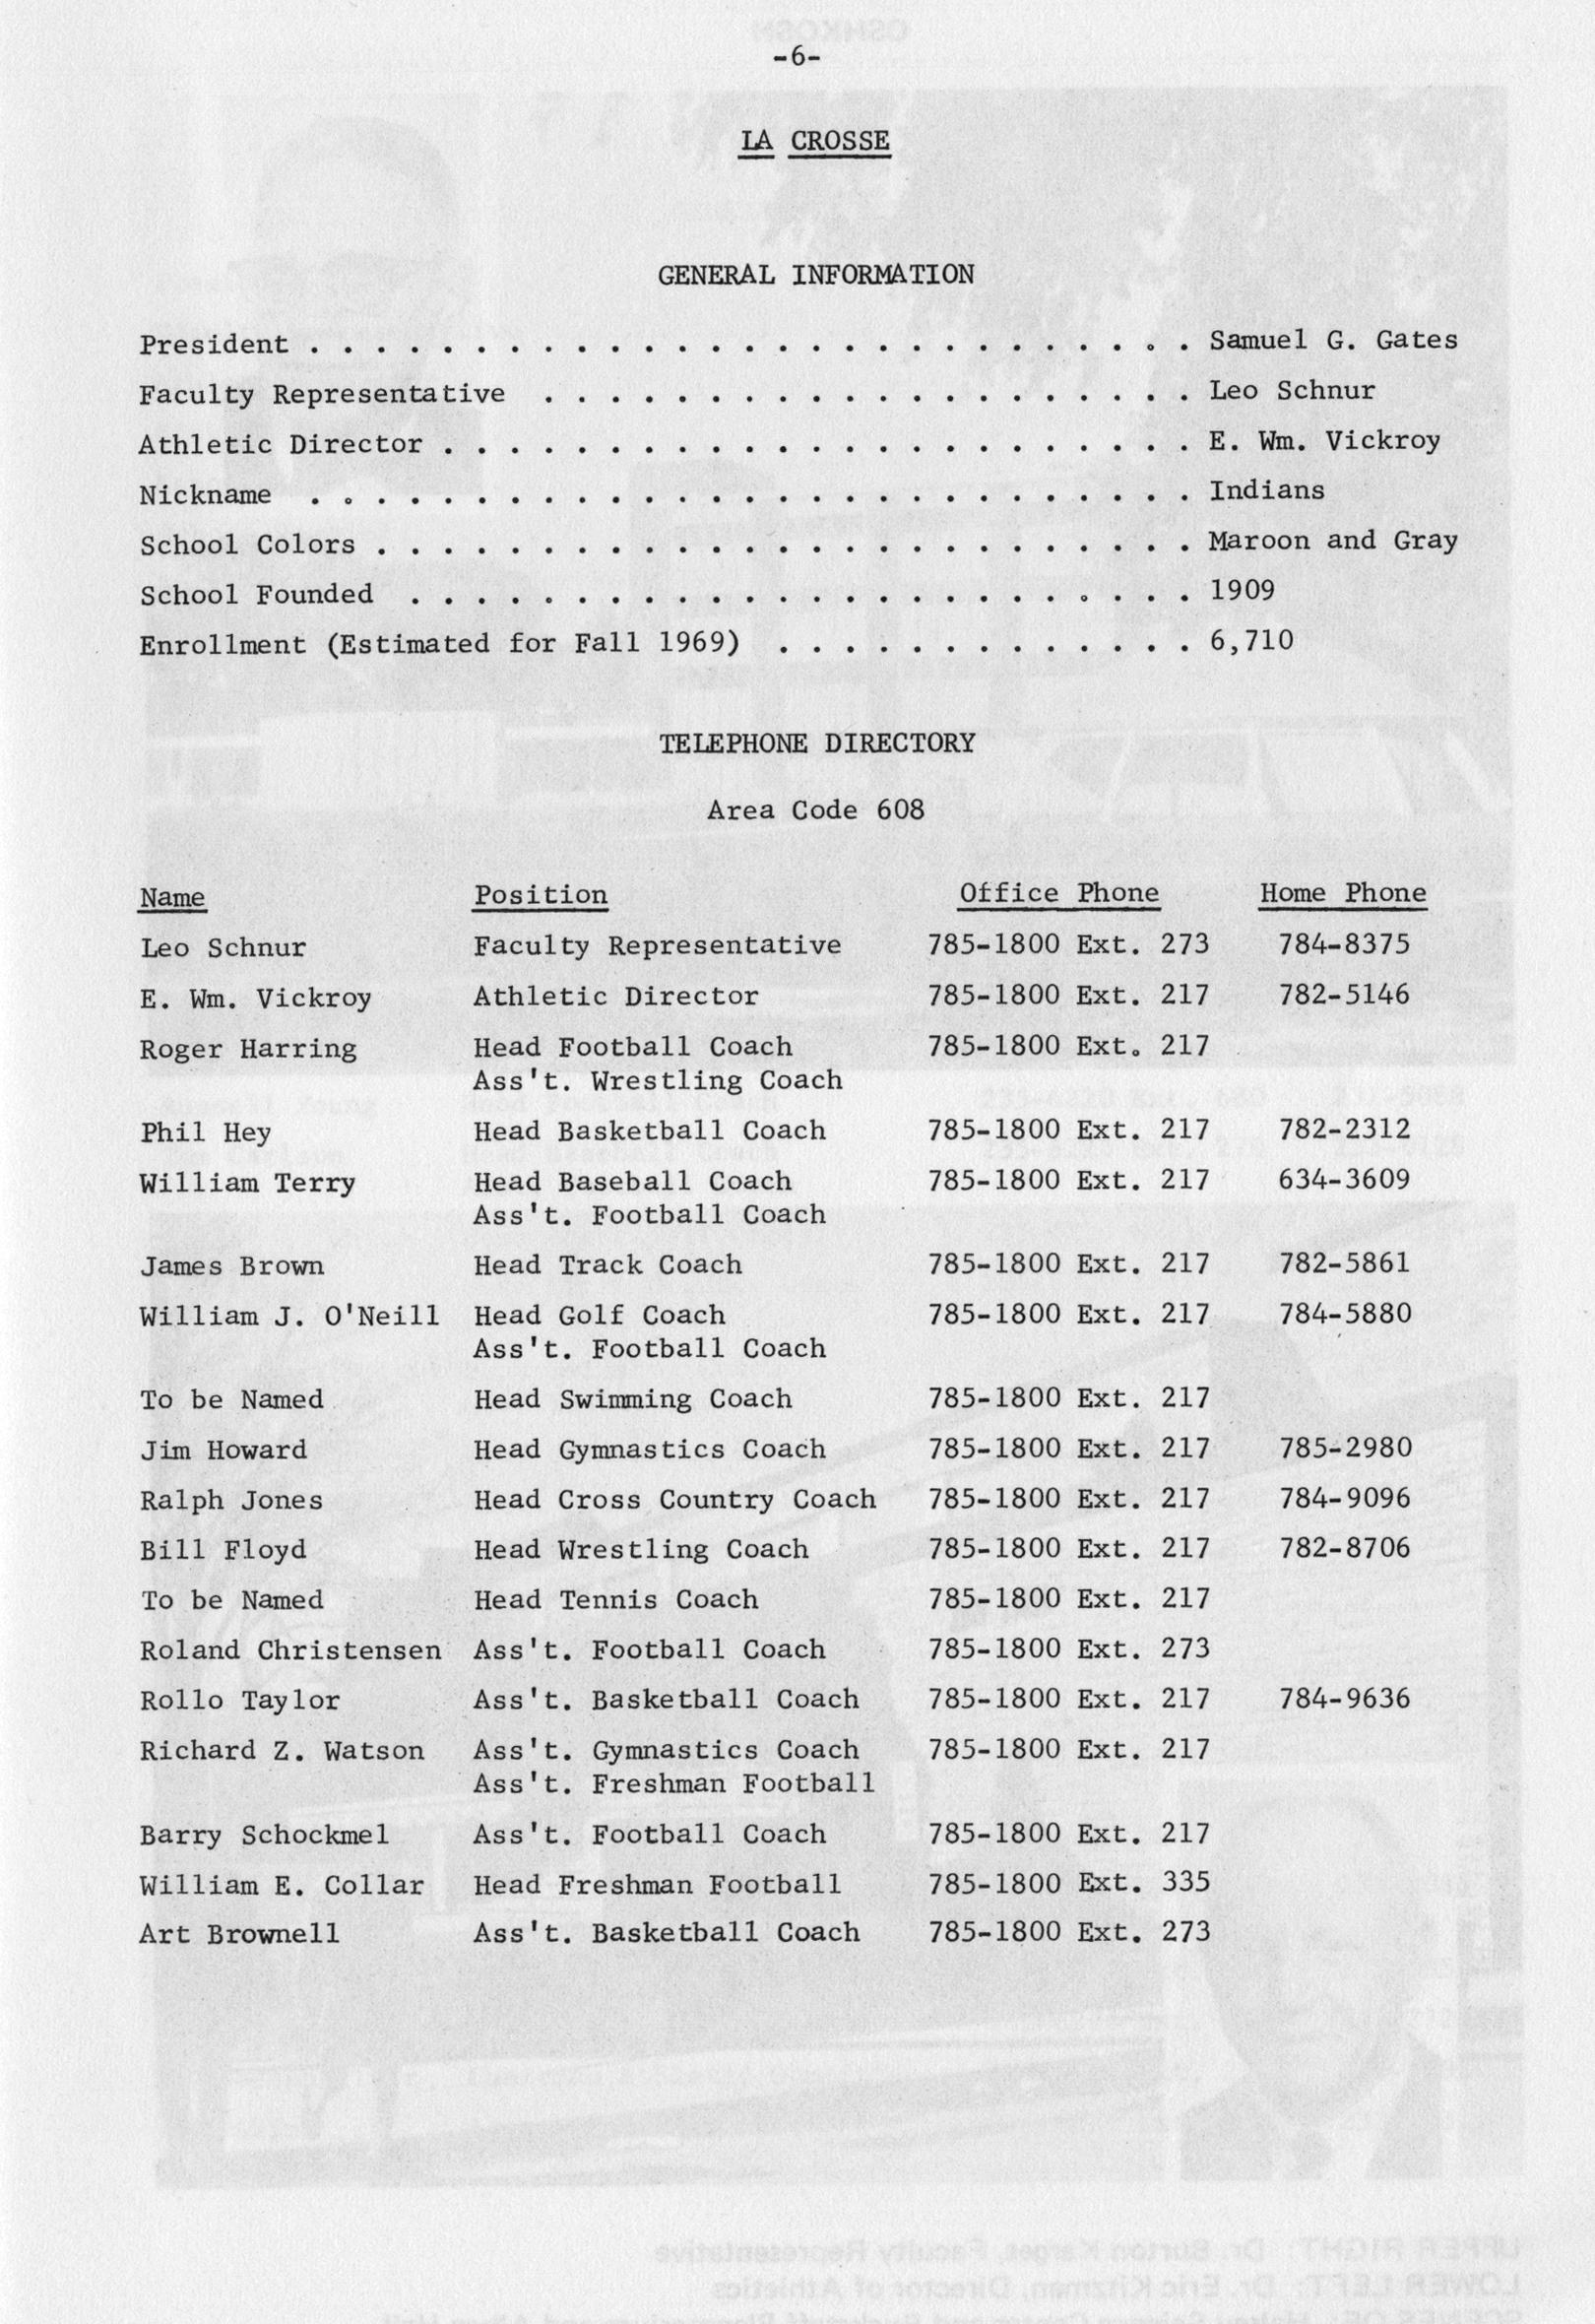 -6-
LA CROSSE
GENERAL INFORMATION
President . . . . . . . . . . . . . . . . . . . . . . . . . . . Samuel G. Gates
Faculty Representative . . . . . . . . . . . . . . . . . . . . Leo Schnur
Athletic Director . . . . . . . . . . . . . . . . . . . . . . . E. Wm. Vickroy
Nickname . . . . . . . . . . . . . . . . . . . . . . . . . . . Indians
School Colors . . . . . . . . . . . . . . . . . . . . . . . . . Maroon and Gray
School Founded . . . . . . . . . . . . . . . . . . . . . . . . 1909
Enrollment (Estimated for Fall 1969) . . . . . . . . . . . . . 6,710
TELEPHONE DIRECTORY
Area Code 608
Name Position Office Phone Home Phone
Leo Schnur Faculty Representative 785-1800 Ext. 273 784-8375
E. Wm. Vickroy Athletic Director 785-1800 Ext. 217 782-5146
Roger Harring Head Football Coach 785-1800 Ext. 217
Ass't. Wrestling Coach
Phil Hey Head Basketball Coach 785-1800 Ext. 217 782-2312
William Terry Head Baseball Coach 785-1800 Ext. 217 634-3609
Ass't. Football Coach
James Brown Head Track Coach 785-1800 Ext. 217 782-5861
William J. O'Neill Head Golf Coach 785-1800 Ext. 217 784-5880
Ass't. Football Coach
To be Named Head Swimming Coach 785-1800 Ext. 217
Jim Howard Head Gymnastics Coach 785-1800 Ext. 217 785-2980
Ralph Jones Head Cross Country Coach 785-1800 Ext. 217 784-9096
Bill Floyd Head Wrestling Coach 785-1800 Ext. 217 782-8706
To be Named Head Tennis Coach 785-1800 Ext. 217
Roland Christensen Ass't. Football Coach 785-1800 Ext. 273
Rollo Taylor Ass't. Basketball Coach 785-1800 Ext. 217 784-9636
Richard Z. Watson Ass't. Gymnastics Coach 785-1800 Ext. 217
Ass't. Freshman Football
Barry Schockmel Ass't. Football Coach 785-1800 Ext. 217
William E. Collar Head Freshman Football 785-1800 Ext. 335
Art Brownell Ass't. Basketball Coach 785-1800 Ext. 273